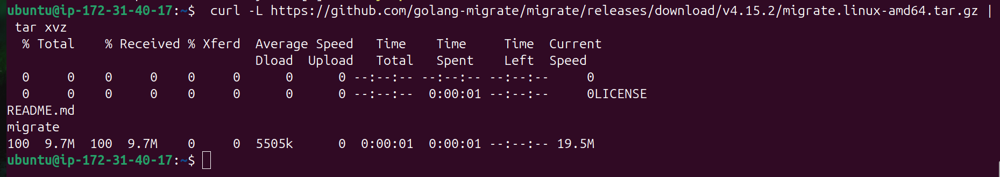 ubuntu@ip-172-31-40-17:~$  curl -L https://github.com/golang-migrate/migrate/releases/download/v4.15.2/migrate.linux-amd64.tar.gz |
 tar xvz
  % Total    % Received % Xferd  Average Speed   Time    Time     Time  Current
                                 Dload  Upload   Total   Spent    Left  Speed
  0     0    0     0    0     0      0      0 --:--:-- --:--:-- --:--:--     0
  0     0    0     0    0     0      0      0 --:--:--  0:00:01 --:--:--     0LICENSE
README.md
migrate
100  9.7M  100  9.7M    0     0  5505k      0  0:00:01  0:00:01 --:--:-- 19.5M
ubuntu@ip-172-31-40-17:~$